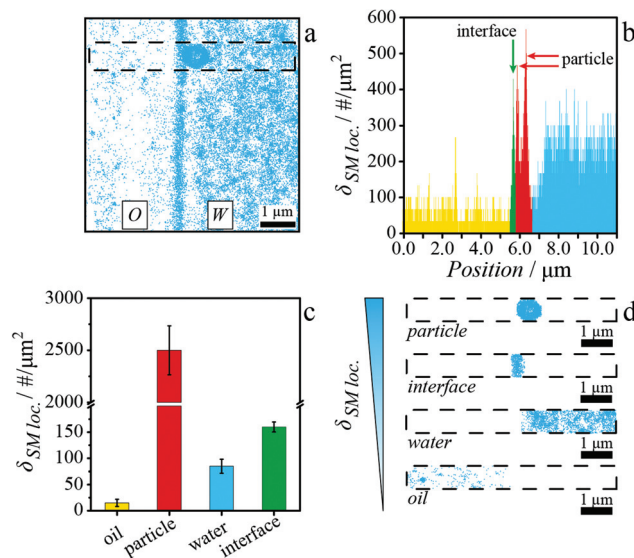 a
O
W
1 μm
b
600
500
400
300
200
100
0
δSM loc. / #/μm²
interface
particle
0.0 2.0 4.0 6.0 8.0 10.0
Position / μm
c
3000
2500
2000
150
100
50
0
δSM loc. / #/μm²
oil particle water interface
d
δSM loc.
particle
1 μm
interface
1 μm
water
1 μm
oil
1 μm